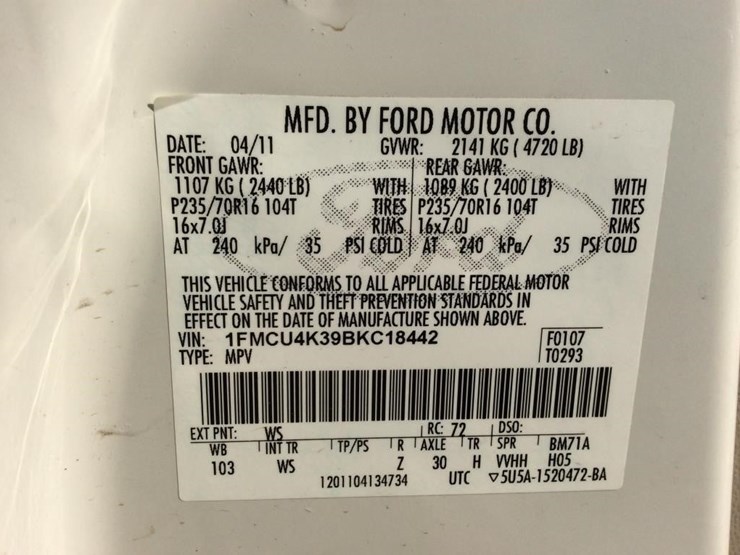 MFD. BY FORD MOTOR CO.
DATE: 04/11 GVWR: 2141 KG ( 4720 LB)
FRONT GAWR: REAR GAWR:
1107 KG ( 2440 LB) WITH 1089 KG ( 2400 LB) WITH
P235/70R16 104T TIRES P235/70R16 104T TIRES
16x7.0J RIMS 16x7.0J RIMS
AT 240 kPa/ 35 PSI COLD AT 240 kPa/ 35 PSI COLD
Ford
THIS VEHICLE CONFORMS TO ALL APPLICABLE FEDERAL MOTOR
VEHICLE SAFETY AND THEFT PREVENTION STANDARDS IN
EFFECT ON THE DATE OF MANUFACTURE SHOWN ABOVE.
VIN: 1FMCU4K39BKC18442 F0107
TYPE: MPV T0293
EXT PNT: WS RC: 72 DSO:
WB INT TR TP/PS R AXLE TR SPR BM71A
103 WS Z 30 H VVHH H05
1201104134734 UTC ▽5U5A-1520472-BA